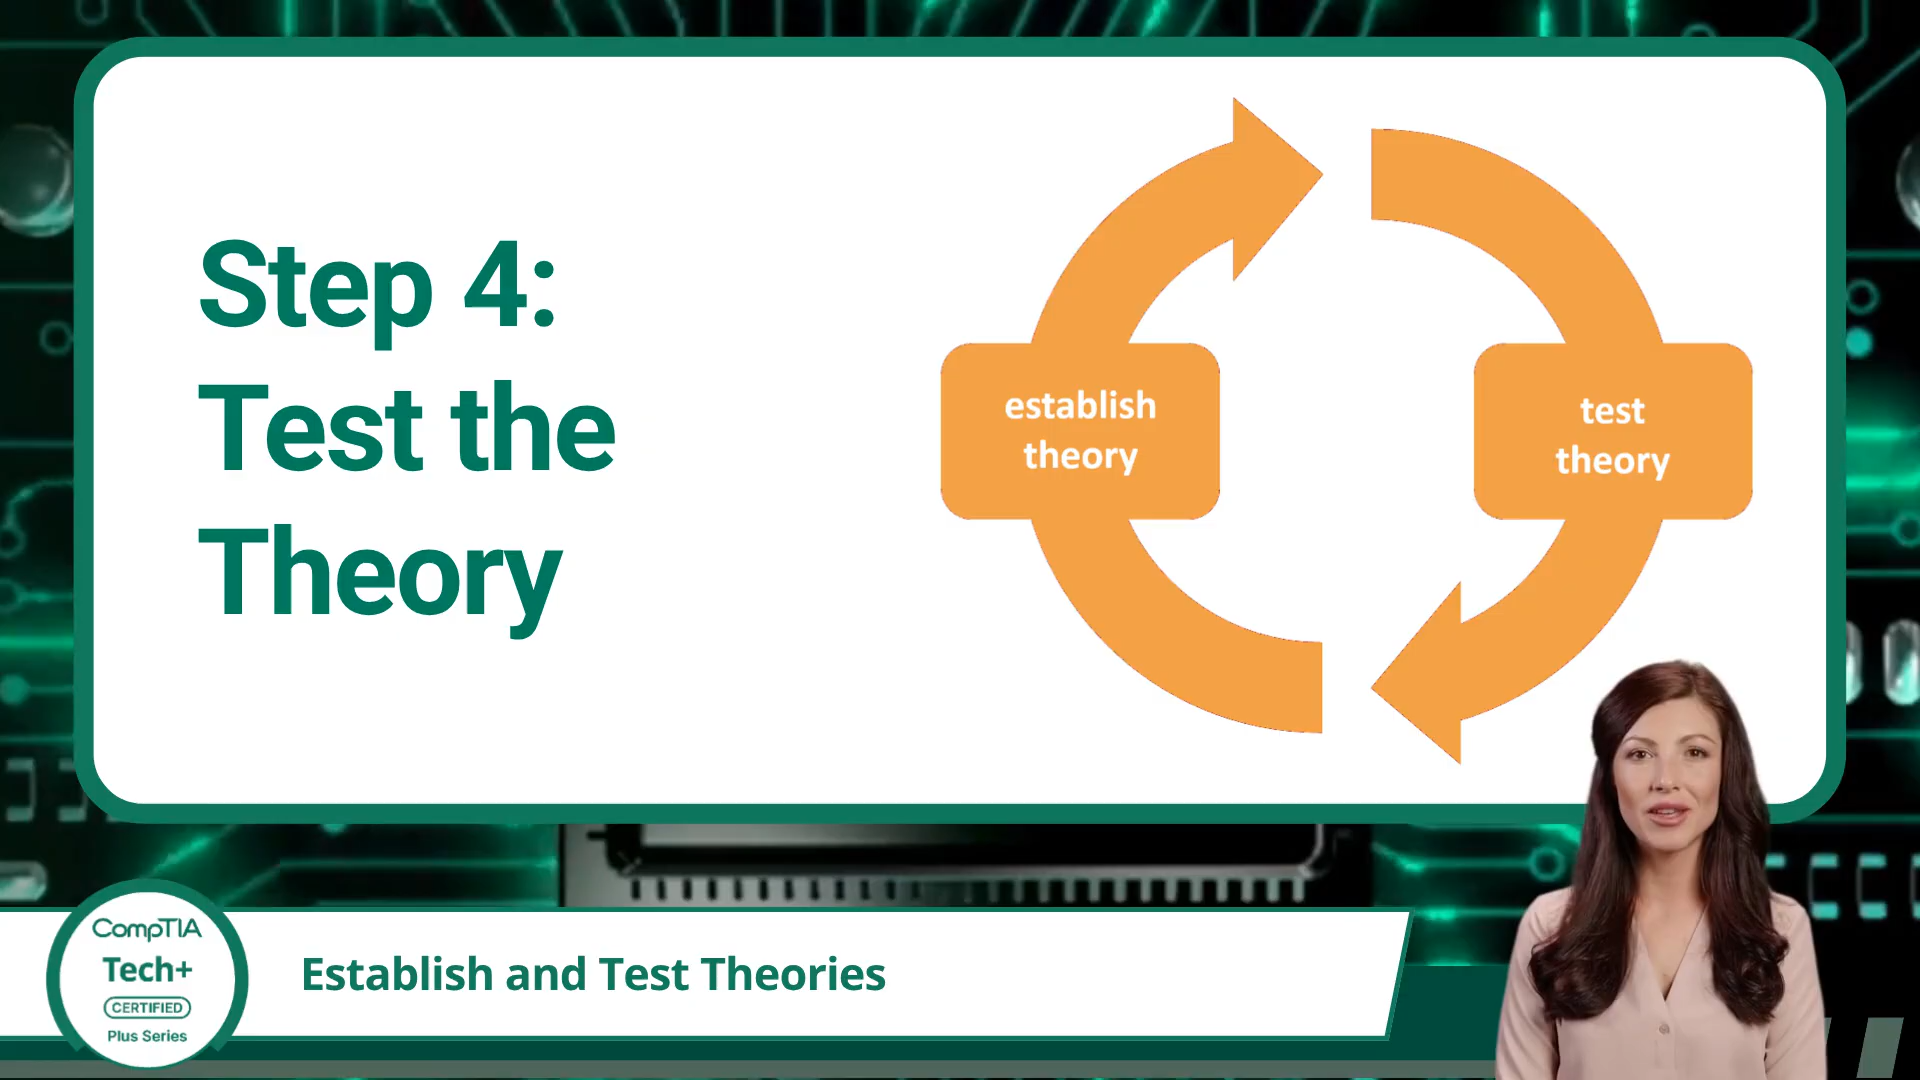 Step 4:
Test the
Theory
establish
theory
test
theory
CompTIA
Tech+
CERTIFIED
Plus Series
Establish and Test Theories